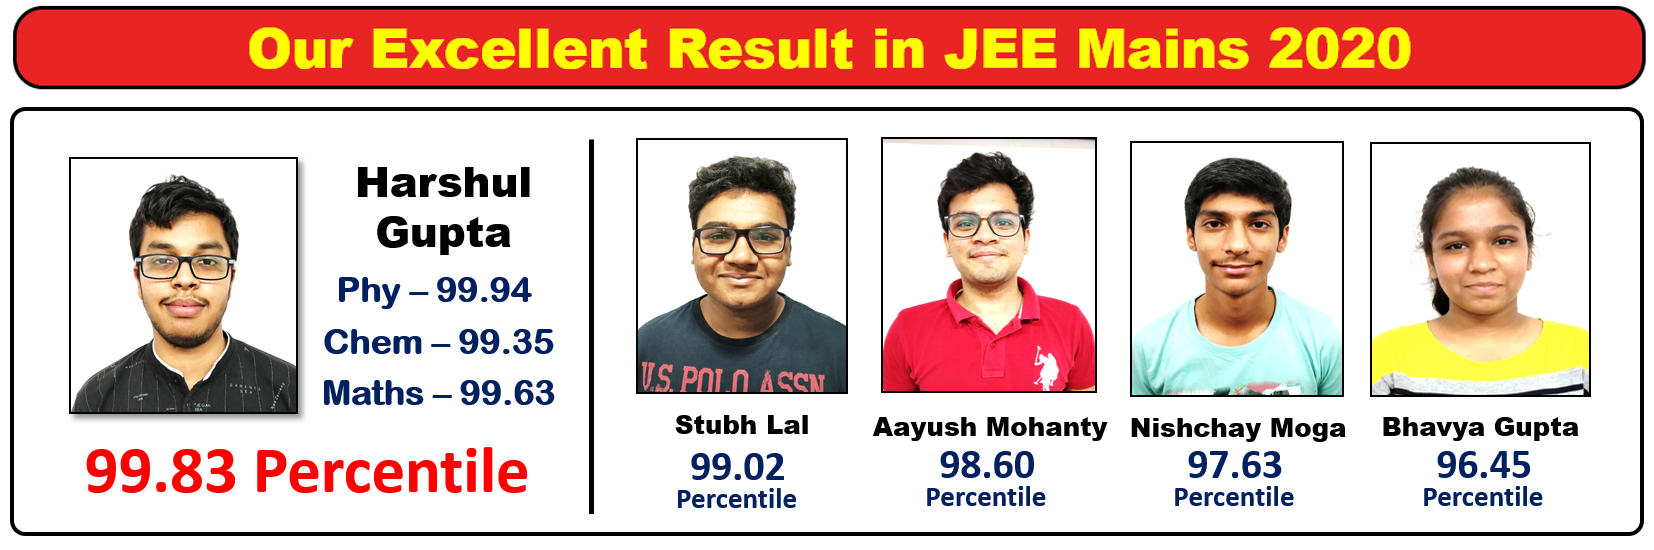 Our Excellent Result in JEE Mains 2020
Harshul
Gupta
Phy – 99.94
Chem – 99.35
Maths – 99.63
99.83 Percentile
U.S. POLO ASSN
Stubh Lal
99.02
Percentile
Aayush Mohanty
98.60
Percentile
Nishchay Moga
97.63
Percentile
Bhavya Gupta
96.45
Percentile